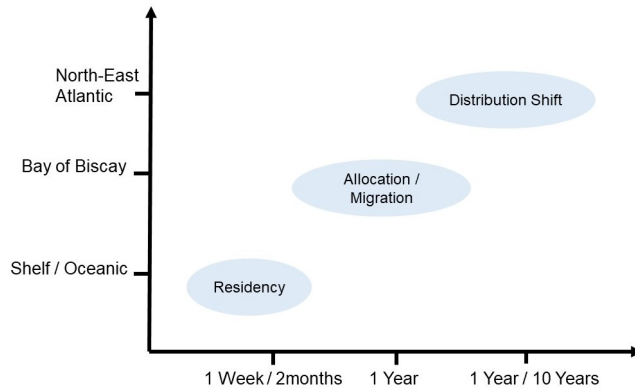 North-East
Atlantic
Distribution Shift
Bay of Biscay
Allocation /
Migration
Shelf / Oceanic
Residency
1 Week / 2months
1 Year
1 Year / 10 Years